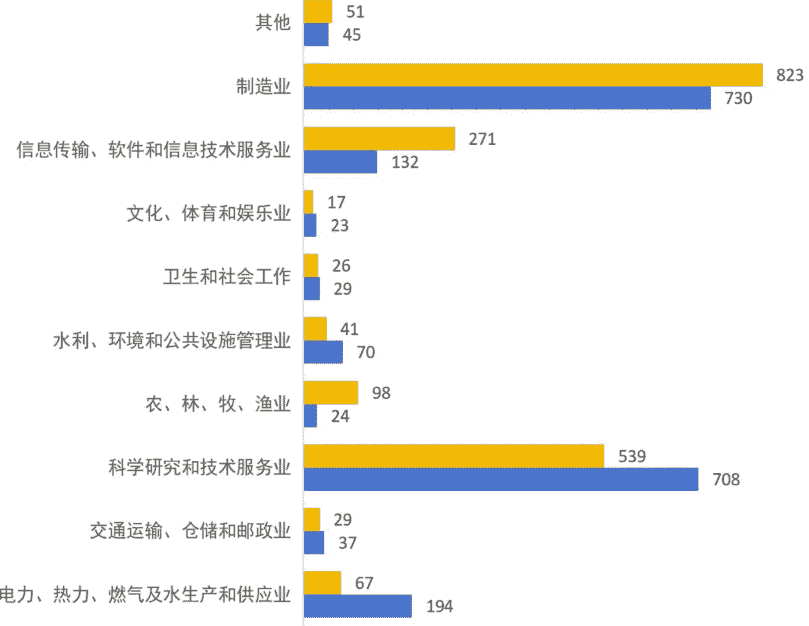 其他
51
45
制造业
823
730
信息传输、软件和信息技术服务业
271
132
文化、体育和娱乐业
17
23
卫生和社会工作
26
29
水利、环境和公共设施管理业
41
70
农、林、牧、渔业
98
24
科学研究和技术服务业
539
708
交通运输、仓储和邮政业
29
37
电力、热力、燃气及水生产和供应业
67
194